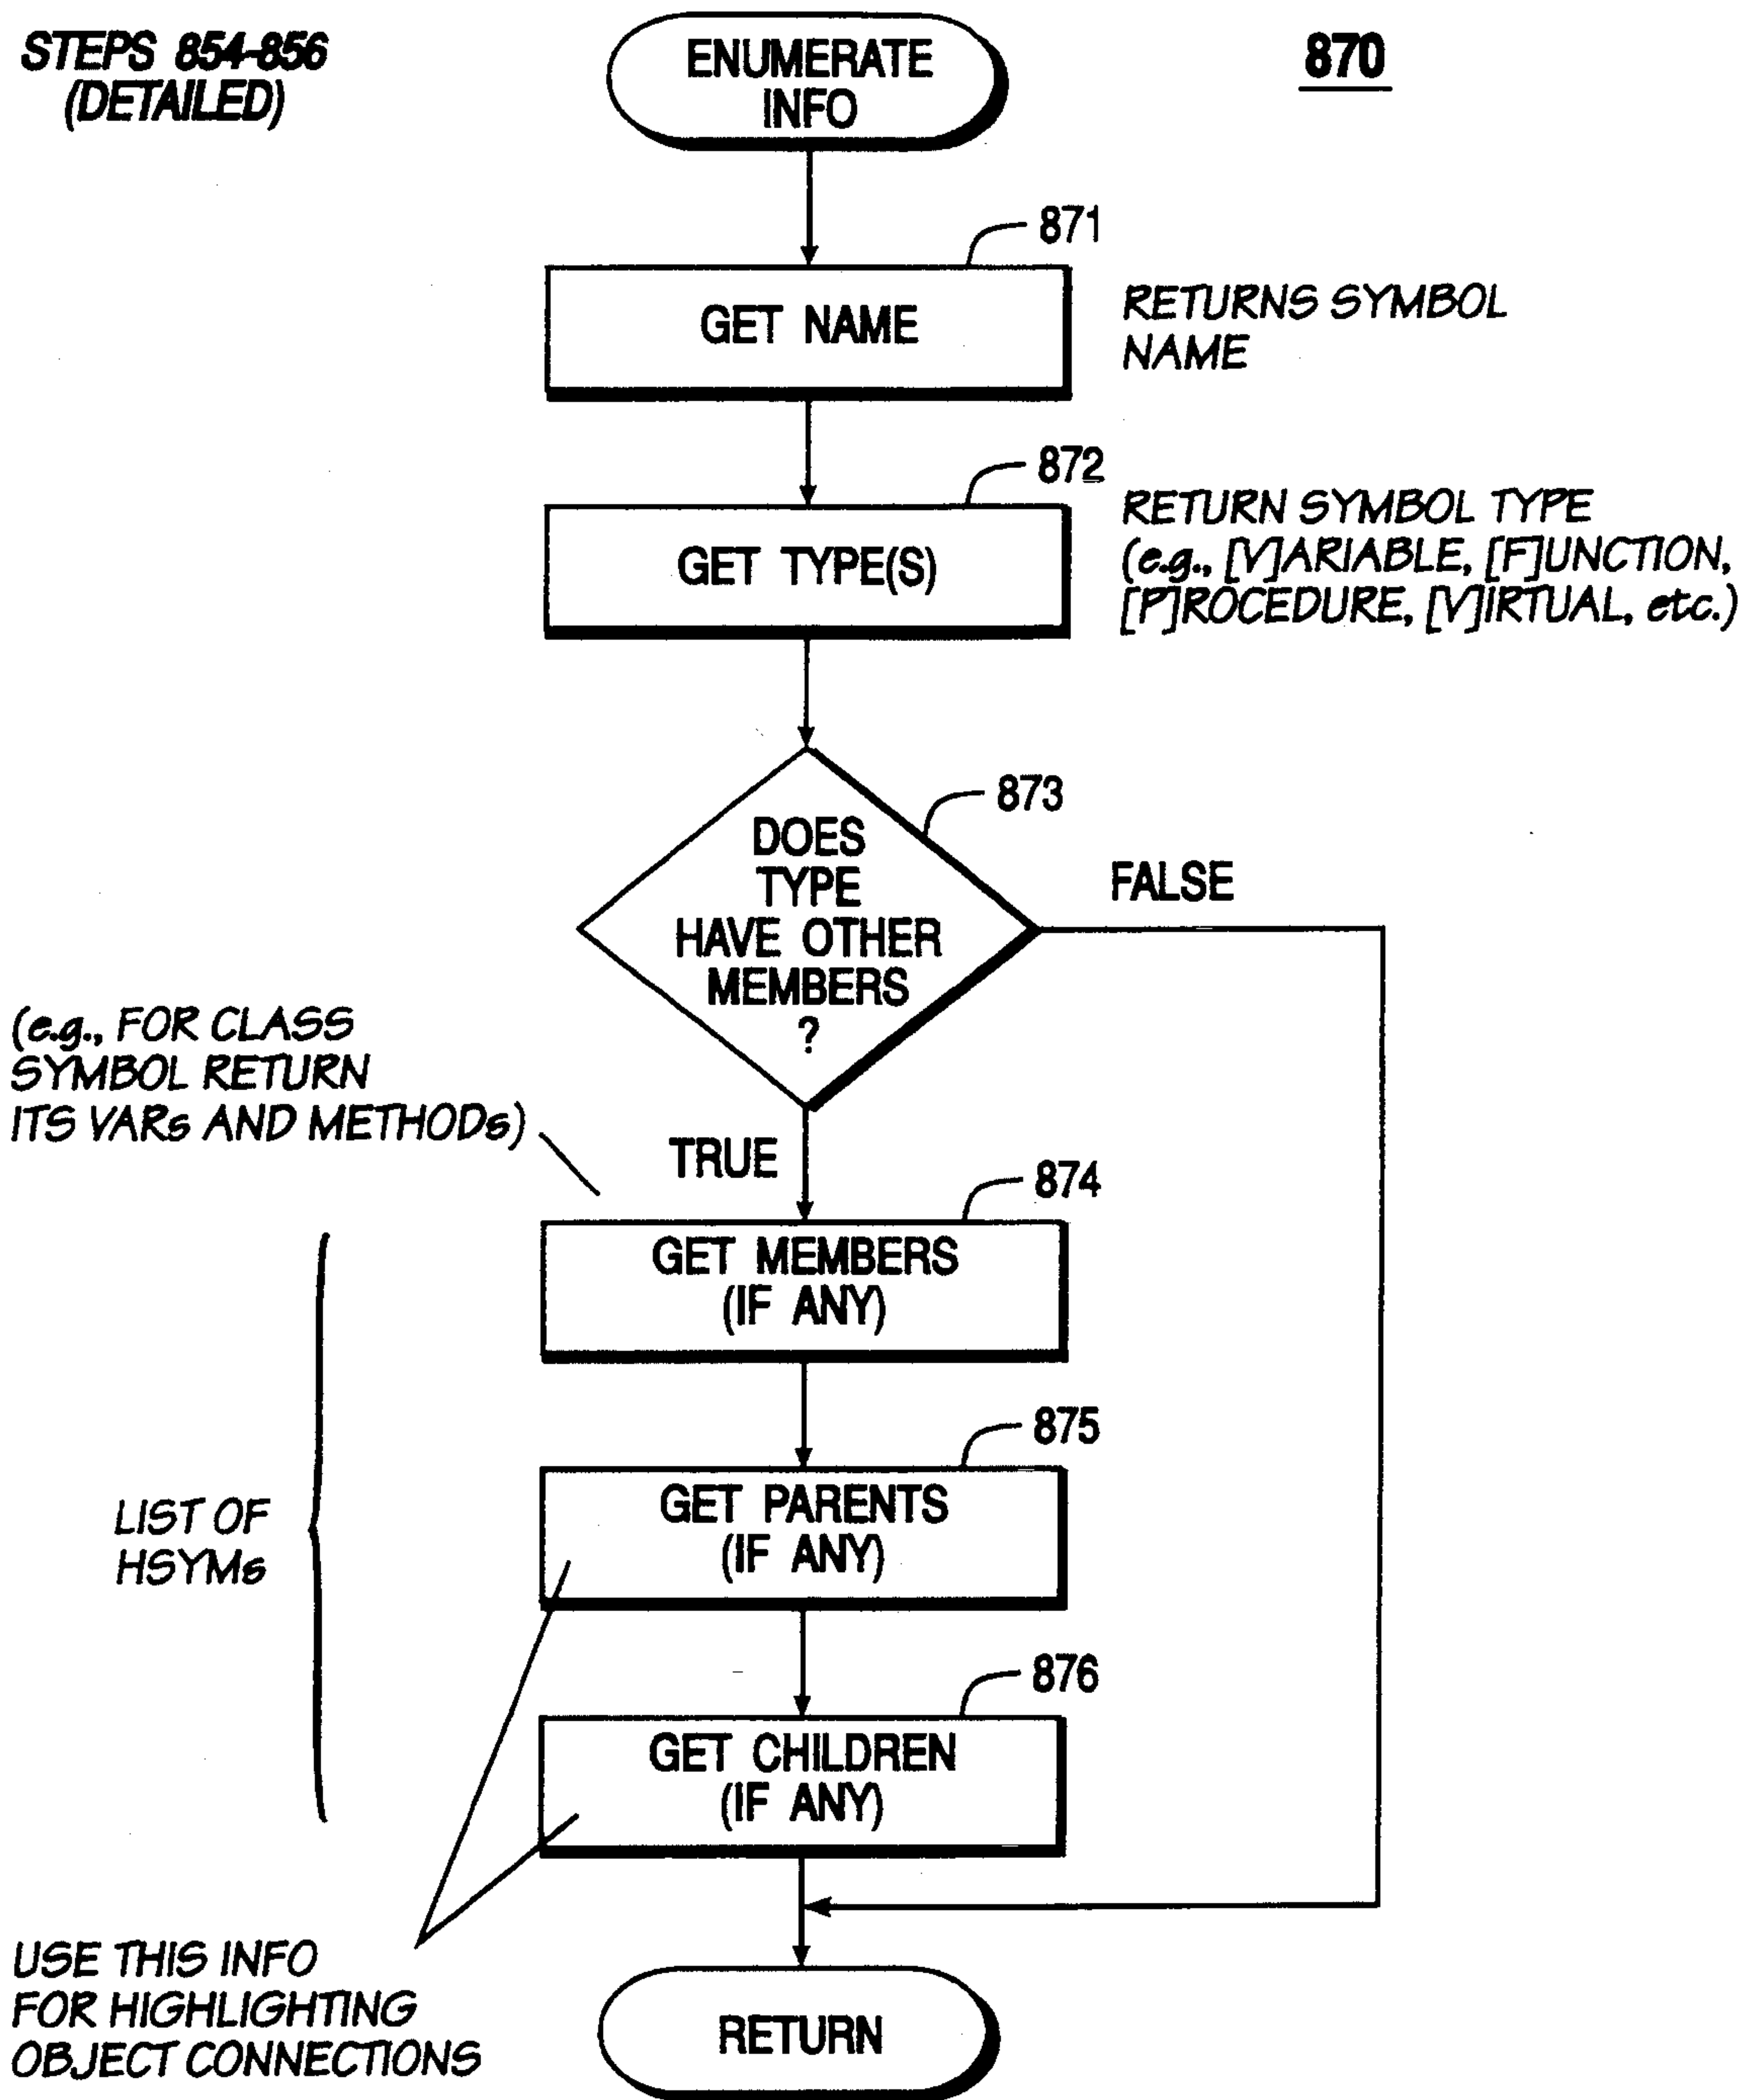 STEPS 854-856
(DETAILED)
870
ENUMERATE
INFO
871
GET NAME
RETURNS SYMBOL
NAME
872
GET TYPE(S)
RETURN SYMBOL TYPE
(e.g., [V]ARIABLE, [F]UNCTION,
[P]ROCEDURE, [V]IRTUAL, etc.)
873
DOES
TYPE
HAVE OTHER
MEMBERS
?
FALSE
TRUE
(e.g., FOR CLASS
SYMBOL RETURN
ITS VARs AND METHODs)
874
GET MEMBERS
(IF ANY)
875
GET PARENTS
(IF ANY)
LIST OF
HSYMs
876
GET CHILDREN
(IF ANY)
USE THIS INFO
FOR HIGHLIGHTING
OBJECT CONNECTIONS
RETURN